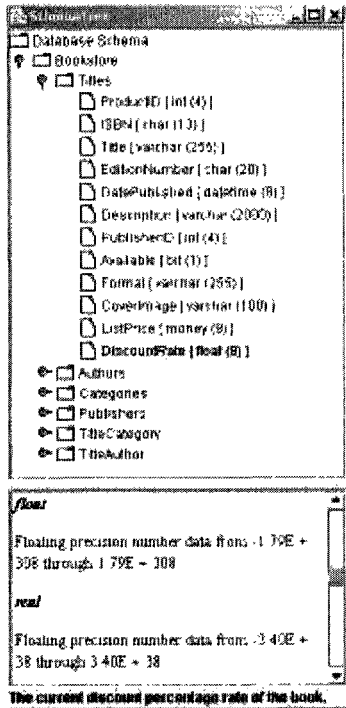 Database Schema
Bookstore
Titles
ProductID [ int (4) ]
ISBN [ char (13) ]
Title [ varchar (255) ]
EditionNumber [ char (20) ]
DatePublished [ datetime (8) ]
Description [ varchar (2000) ]
PublisherID [ int (4) ]
Available [ bit (1) ]
Format [ varchar (255) ]
CoverImage [ varchar (100) ]
ListPrice [ money (8) ]
DiscountRate [ float (8) ]
Authors
Categories
Publishers
TitleCategory
TitleAuthor
float
Floating precision number data from -1.79E +
308 through 1.79E + 308
real
Floating precision number data from -3.40E +
38 through 3.40E + 38
The current discount percentage rate of the book.